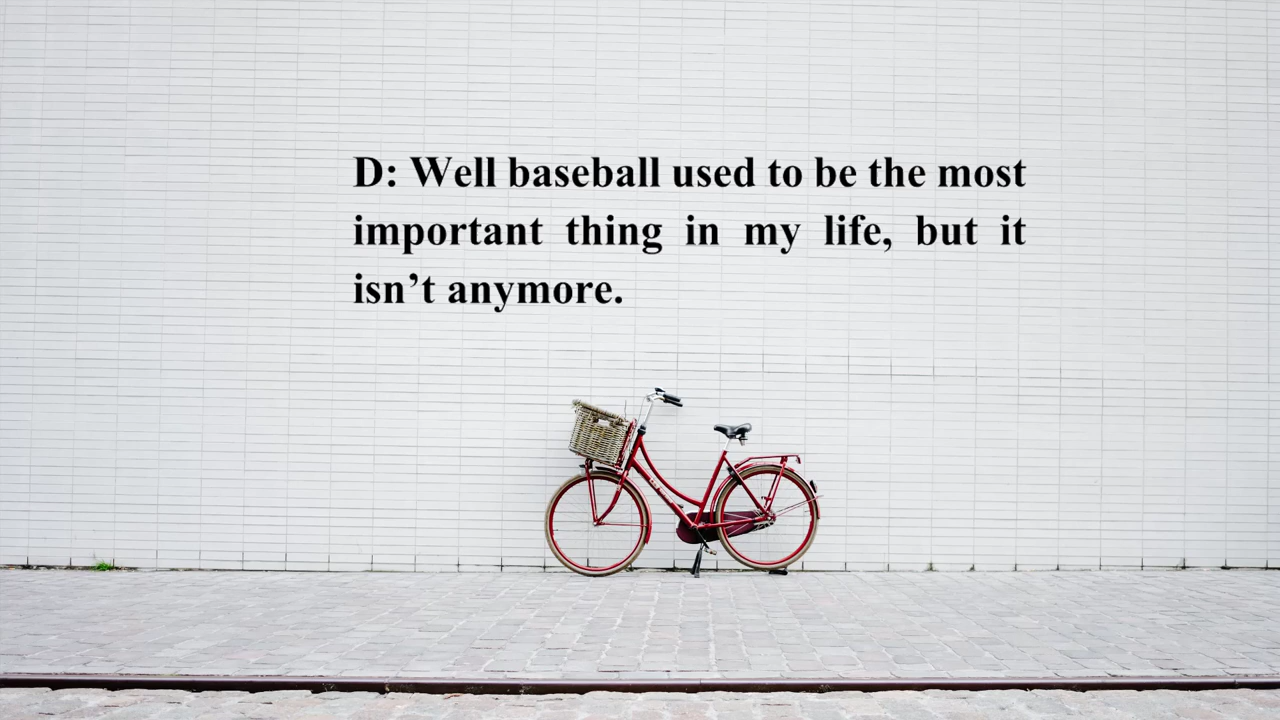 D: Well baseball used to be the most
important thing in my life, but it
isn’t anymore.